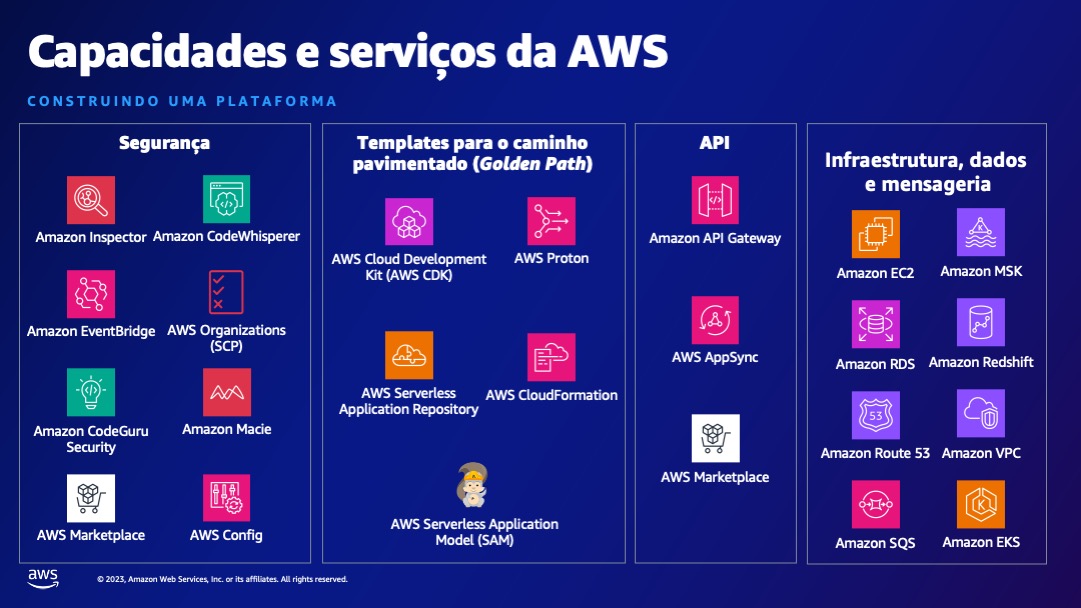 Capacidades e serviços da AWS
CONSTRUINDO UMA PLATAFORMA
Segurança
Amazon Inspector
Amazon CodeWhisperer
Amazon EventBridge
AWS Organizations
(SCP)
Amazon CodeGuru
Security
Amazon Macie
AWS Marketplace
AWS Config
Templates para o caminho
pavimentado (Golden Path)
AWS Cloud Development
Kit (AWS CDK)
AWS Proton
AWS Serverless
Application Repository
AWS CloudFormation
AWS Serverless Application
Model (SAM)
API
Amazon API Gateway
AWS AppSync
AWS Marketplace
Infraestrutura, dados
e mensageria
Amazon EC2
K
Amazon MSK
Amazon RDS
Amazon Redshift
53
Amazon Route 53
Amazon VPC
Amazon SQS
K
Amazon EKS
aws
© 2023, Amazon Web Services, Inc. or its affiliates. All rights reserved.